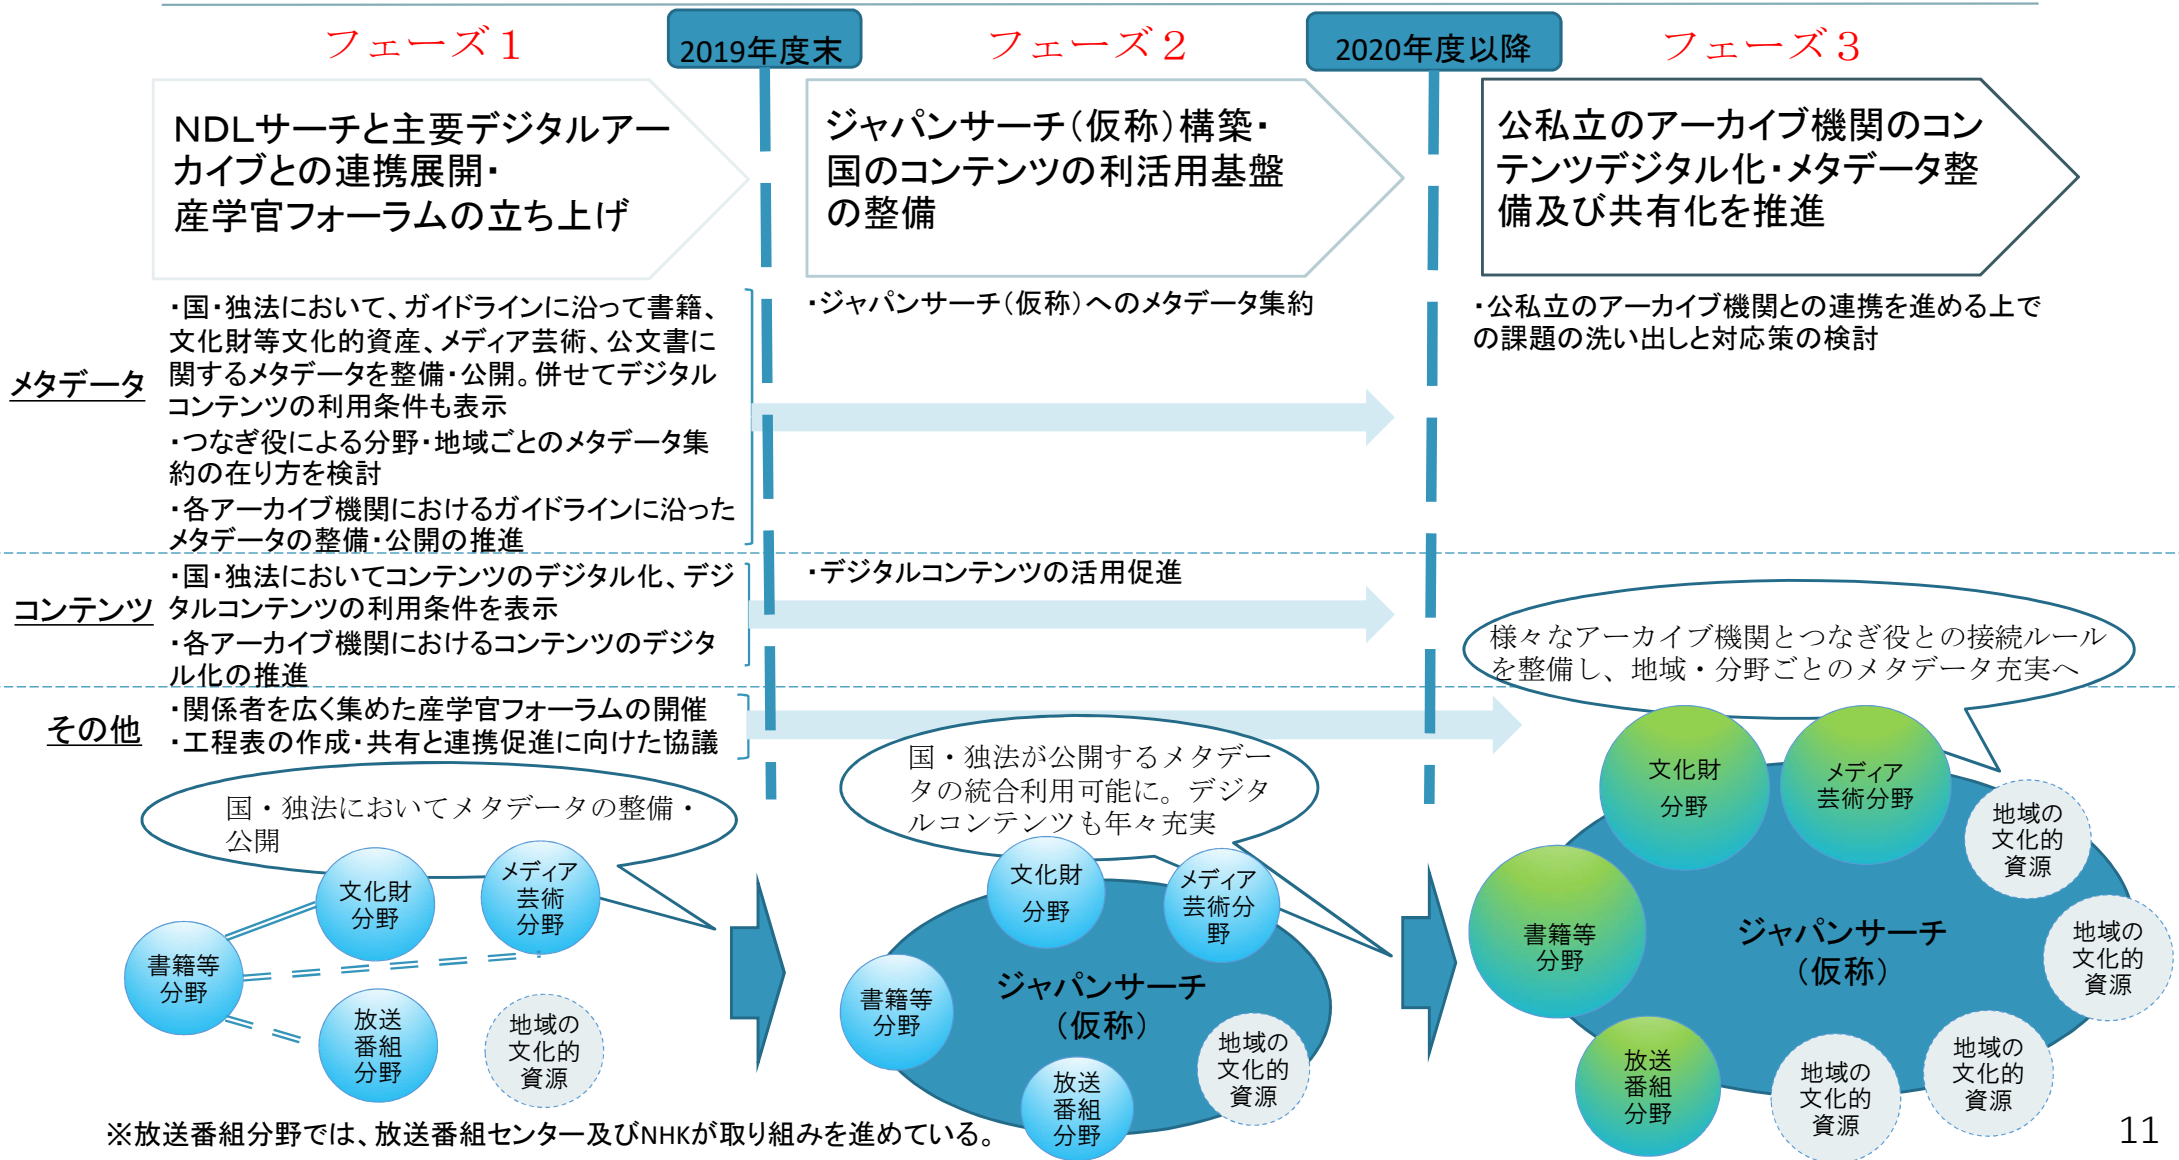 フェーズ１
2019年度末
フェーズ２
2020年度以降
フェーズ３
NDLサーチと主要デジタルアー
カイブとの連携展開・
産学官フォーラムの立ち上げ
ジャパンサーチ（仮称）構築・
国のコンテンツの利活用基盤
の整備
公私立のアーカイブ機関のコン
テンツデジタル化・メタデータ整
備及び共有化を推進
メタデータ
・国・独法において、ガイドラインに沿って書籍、
文化財等文化的資産、メディア芸術、公文書に
関するメタデータを整備・公開。併せてデジタル
コンテンツの利用条件も表示
・つなぎ役による分野・地域ごとのメタデータ集
約の在り方を検討
・各アーカイブ機関におけるガイドラインに沿った
メタデータの整備・公開の推進
・ジャパンサーチ（仮称）へのメタデータ集約
・公私立のアーカイブ機関との連携を進める上で
の課題の洗い出しと対応策の検討
コンテンツ
・国・独法においてコンテンツのデジタル化、デジ
タルコンテンツの利用条件を表示
・各アーカイブ機関におけるコンテンツのデジタ
ル化の推進
・デジタルコンテンツの活用促進
その他
・関係者を広く集めた産学官フォーラムの開催
・工程表の作成・共有と連携促進に向けた協議
国・独法においてメタデータの整備・
公開
文化財
分野
メディア
芸術
分野
書籍等
分野
放送
番組
分野
地域の
文化的
資源
国・独法が公開するメタデー
タの統合利用可能に。デジタ
ルコンテンツも年々充実
文化財
分野
メディア
芸術分
野
書籍等
分野
ジャパンサーチ
（仮称）
放送
番組
分野
地域の
文化的
資源
様々なアーカイブ機関とつなぎ役との接続ルール
を整備し、地域・分野ごとのメタデータ充実へ
文化財
分野
メディア
芸術分野
地域の
文化的
資源
書籍等
分野
ジャパンサーチ
（仮称）
地域の
文化的
資源
放送
番組
分野
地域の
文化的
資源
地域の
文化的
資源
※放送番組分野では、放送番組センター及びNHKが取り組みを進めている。
11